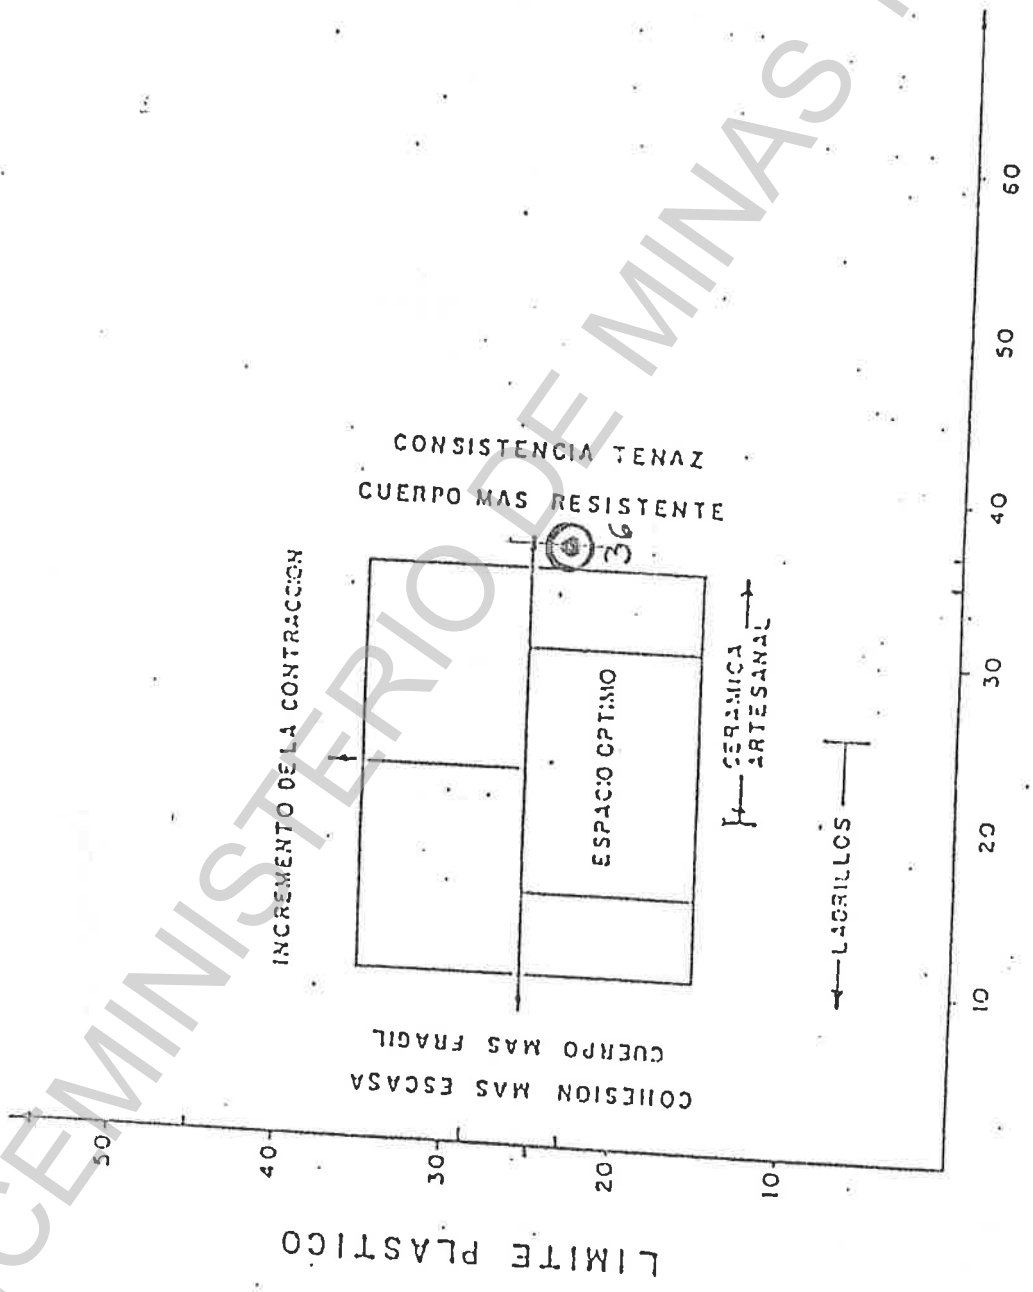 LIMITE PLASTICO
50
40
30
20
10
INCREMENTO DE LA CONTRACCION
COHESION MAS ESCASA
CUERPO MAS FRAGIL
CONSISTENCIA TENAZ
CUERPO MAS RESISTENTE
36
ESPACIO OPTIMO
CERAMICA
ARTESANAL
LADRILLOS
10
20
30
40
50
60
CEMINISTERIO DE MINAS